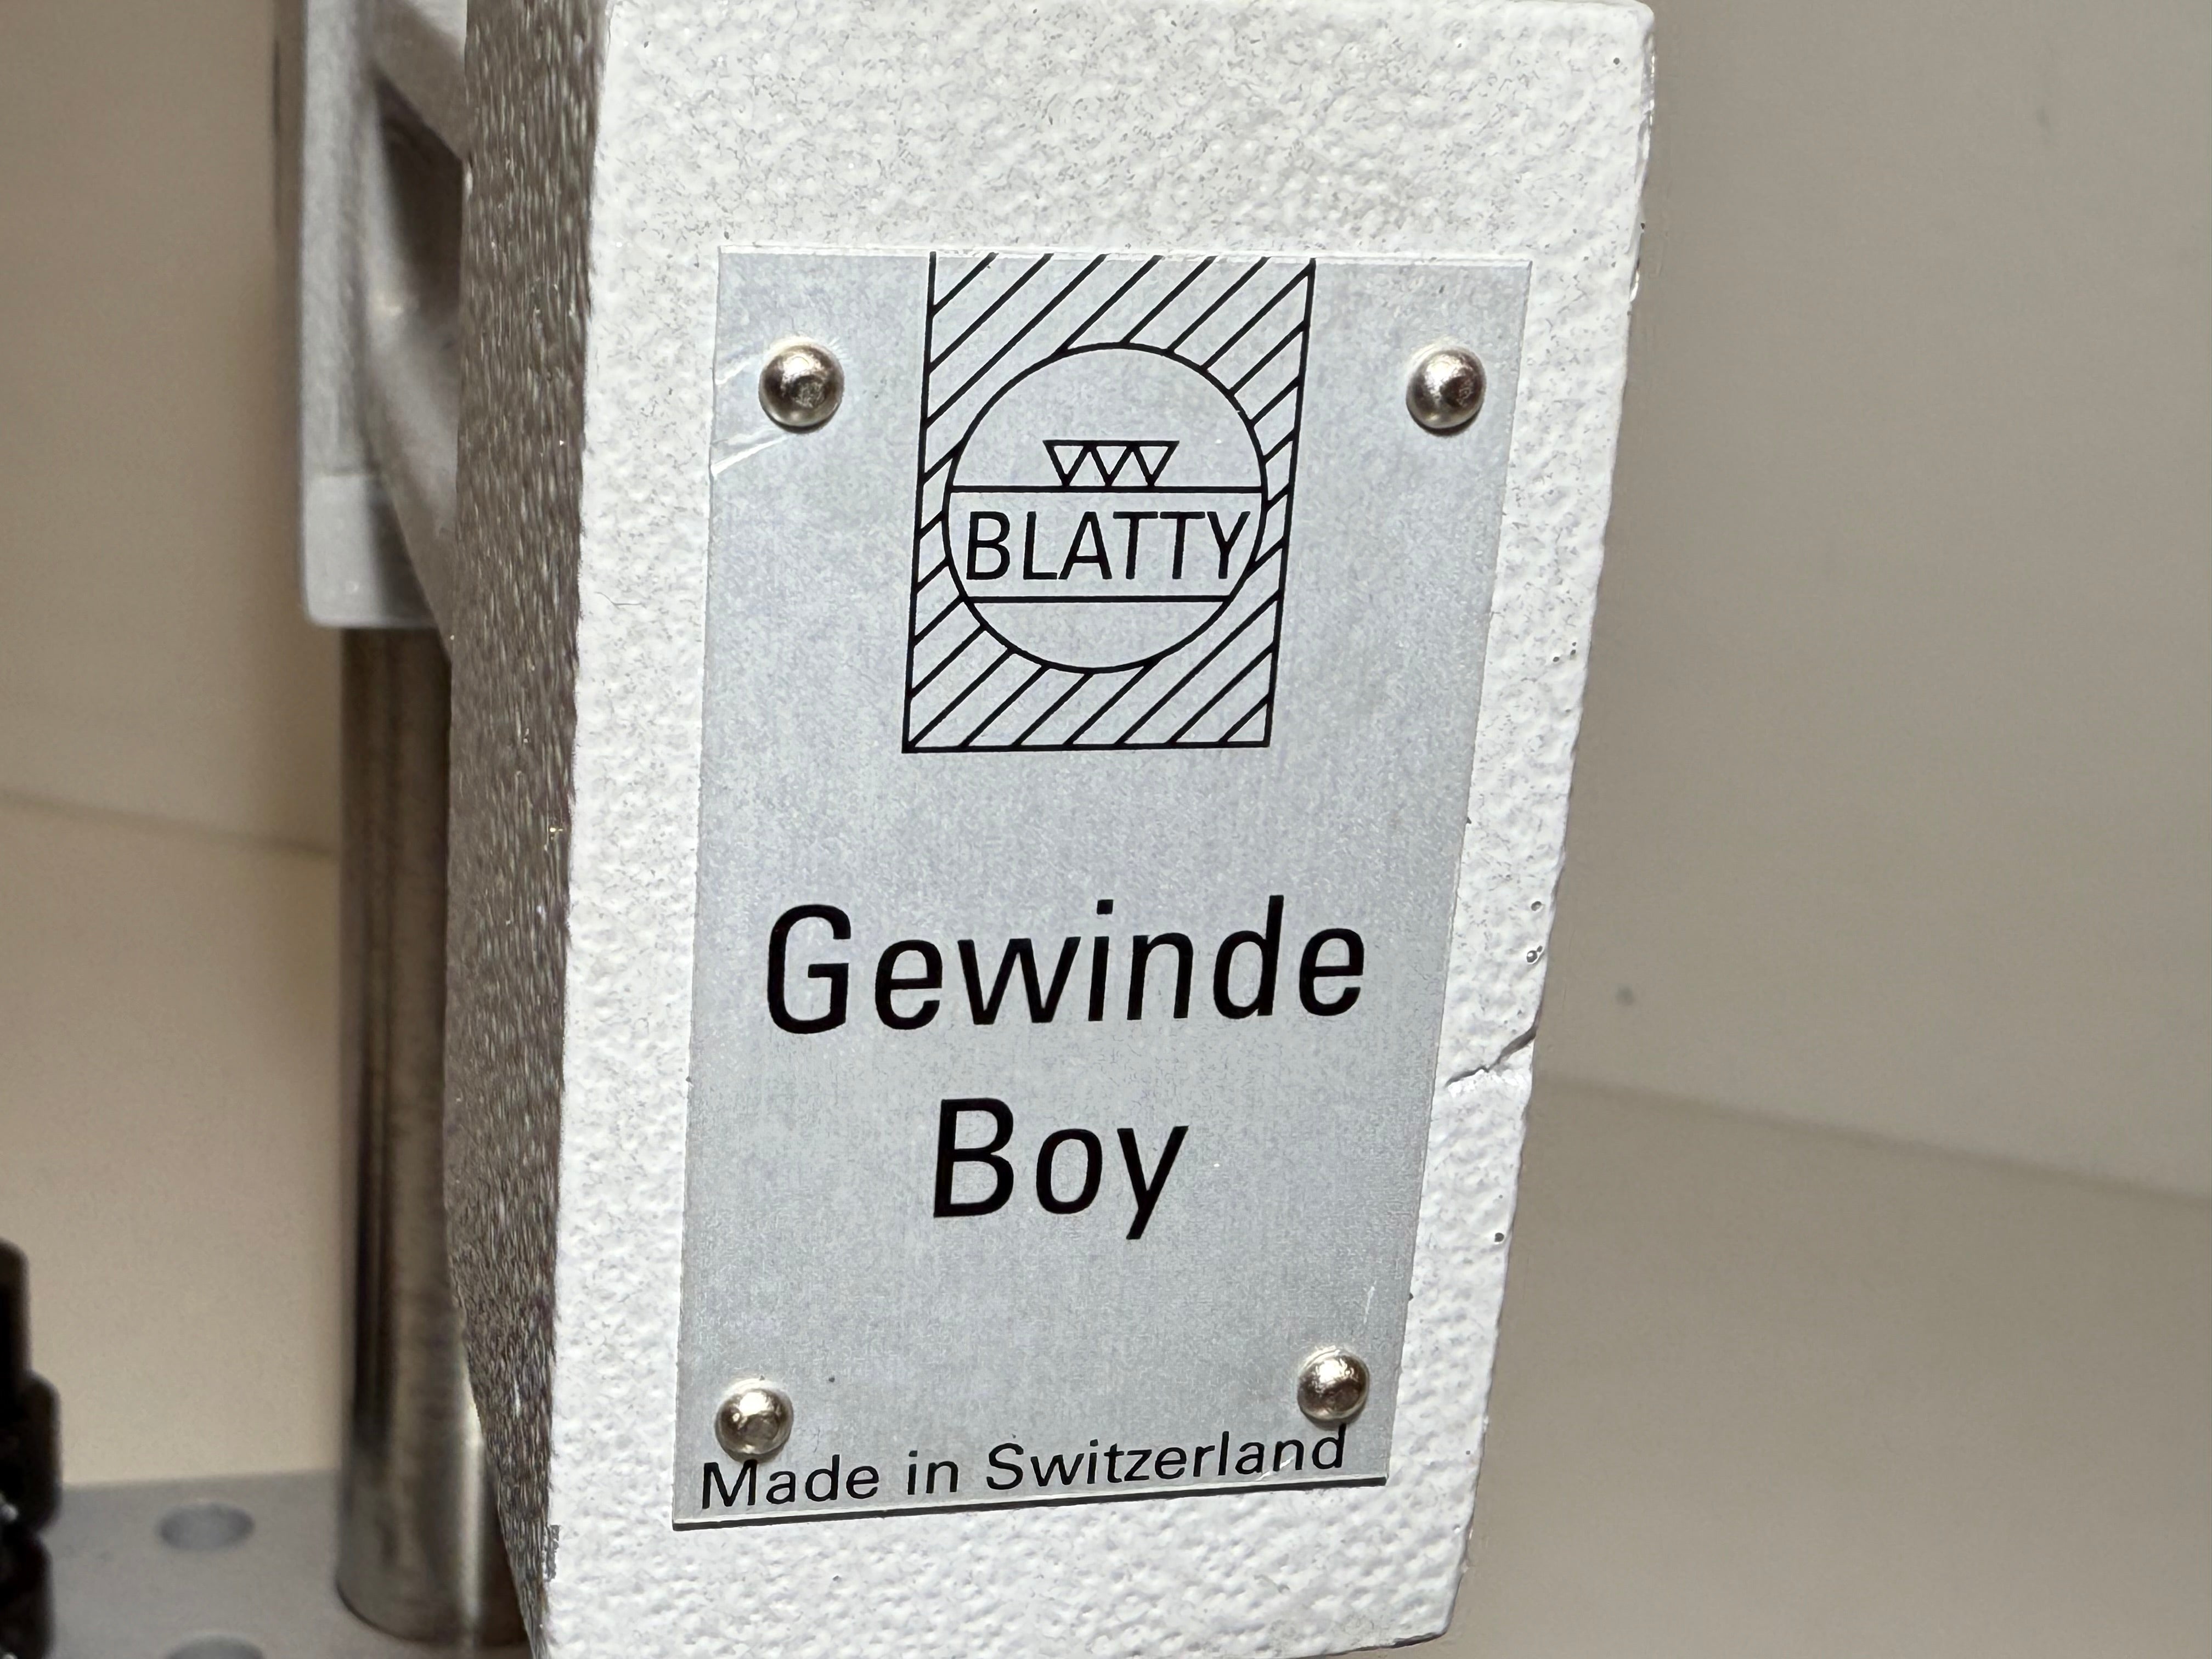 BLATTY
Gewinde
Boy
Made in Switzerland